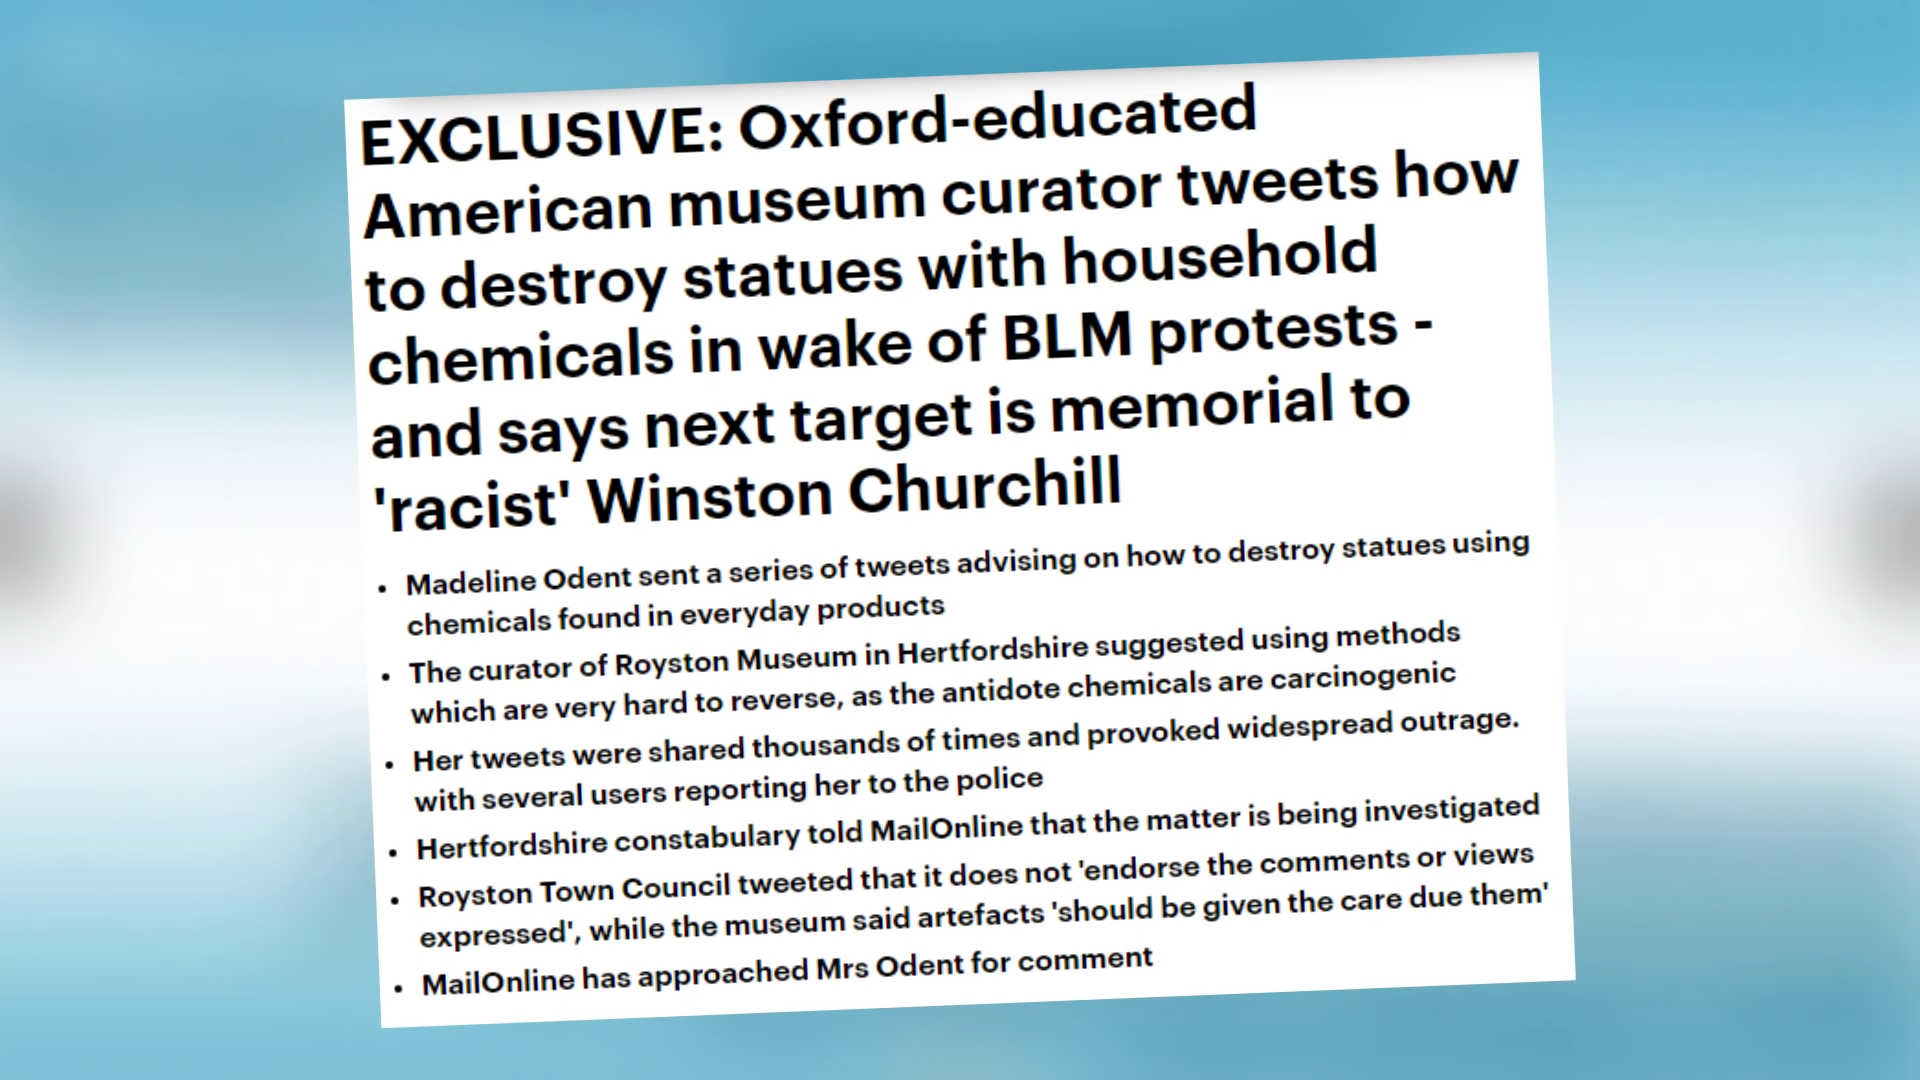 EXCLUSIVE: Oxford-educated
American museum curator tweets how
to destroy statues with household
chemicals in wake of BLM protests -
and says next target is memorial to
'racist' Winston Churchill
• Madeline Odent sent a series of tweets advising on how to destroy statues using
chemicals found in everyday products
• The curator of Royston Museum in Hertfordshire suggested using methods
which are very hard to reverse, as the antidote chemicals are carcinogenic
• Her tweets were shared thousands of times and provoked widespread outrage.
with several users reporting her to the police
• Hertfordshire constabulary told MailOnline that the matter is being investigated
• Royston Town Council tweeted that it does not 'endorse the comments or views
expressed', while the museum said artefacts 'should be given the care due them'
• MailOnline has approached Mrs Odent for comment